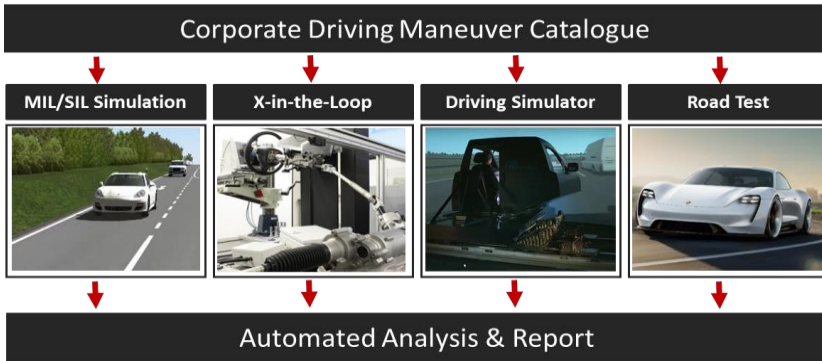 Corporate Driving Maneuver Catalogue
MIL/SIL Simulation
X-in-the-Loop
Driving Simulator
Road Test
Automated Analysis & Report